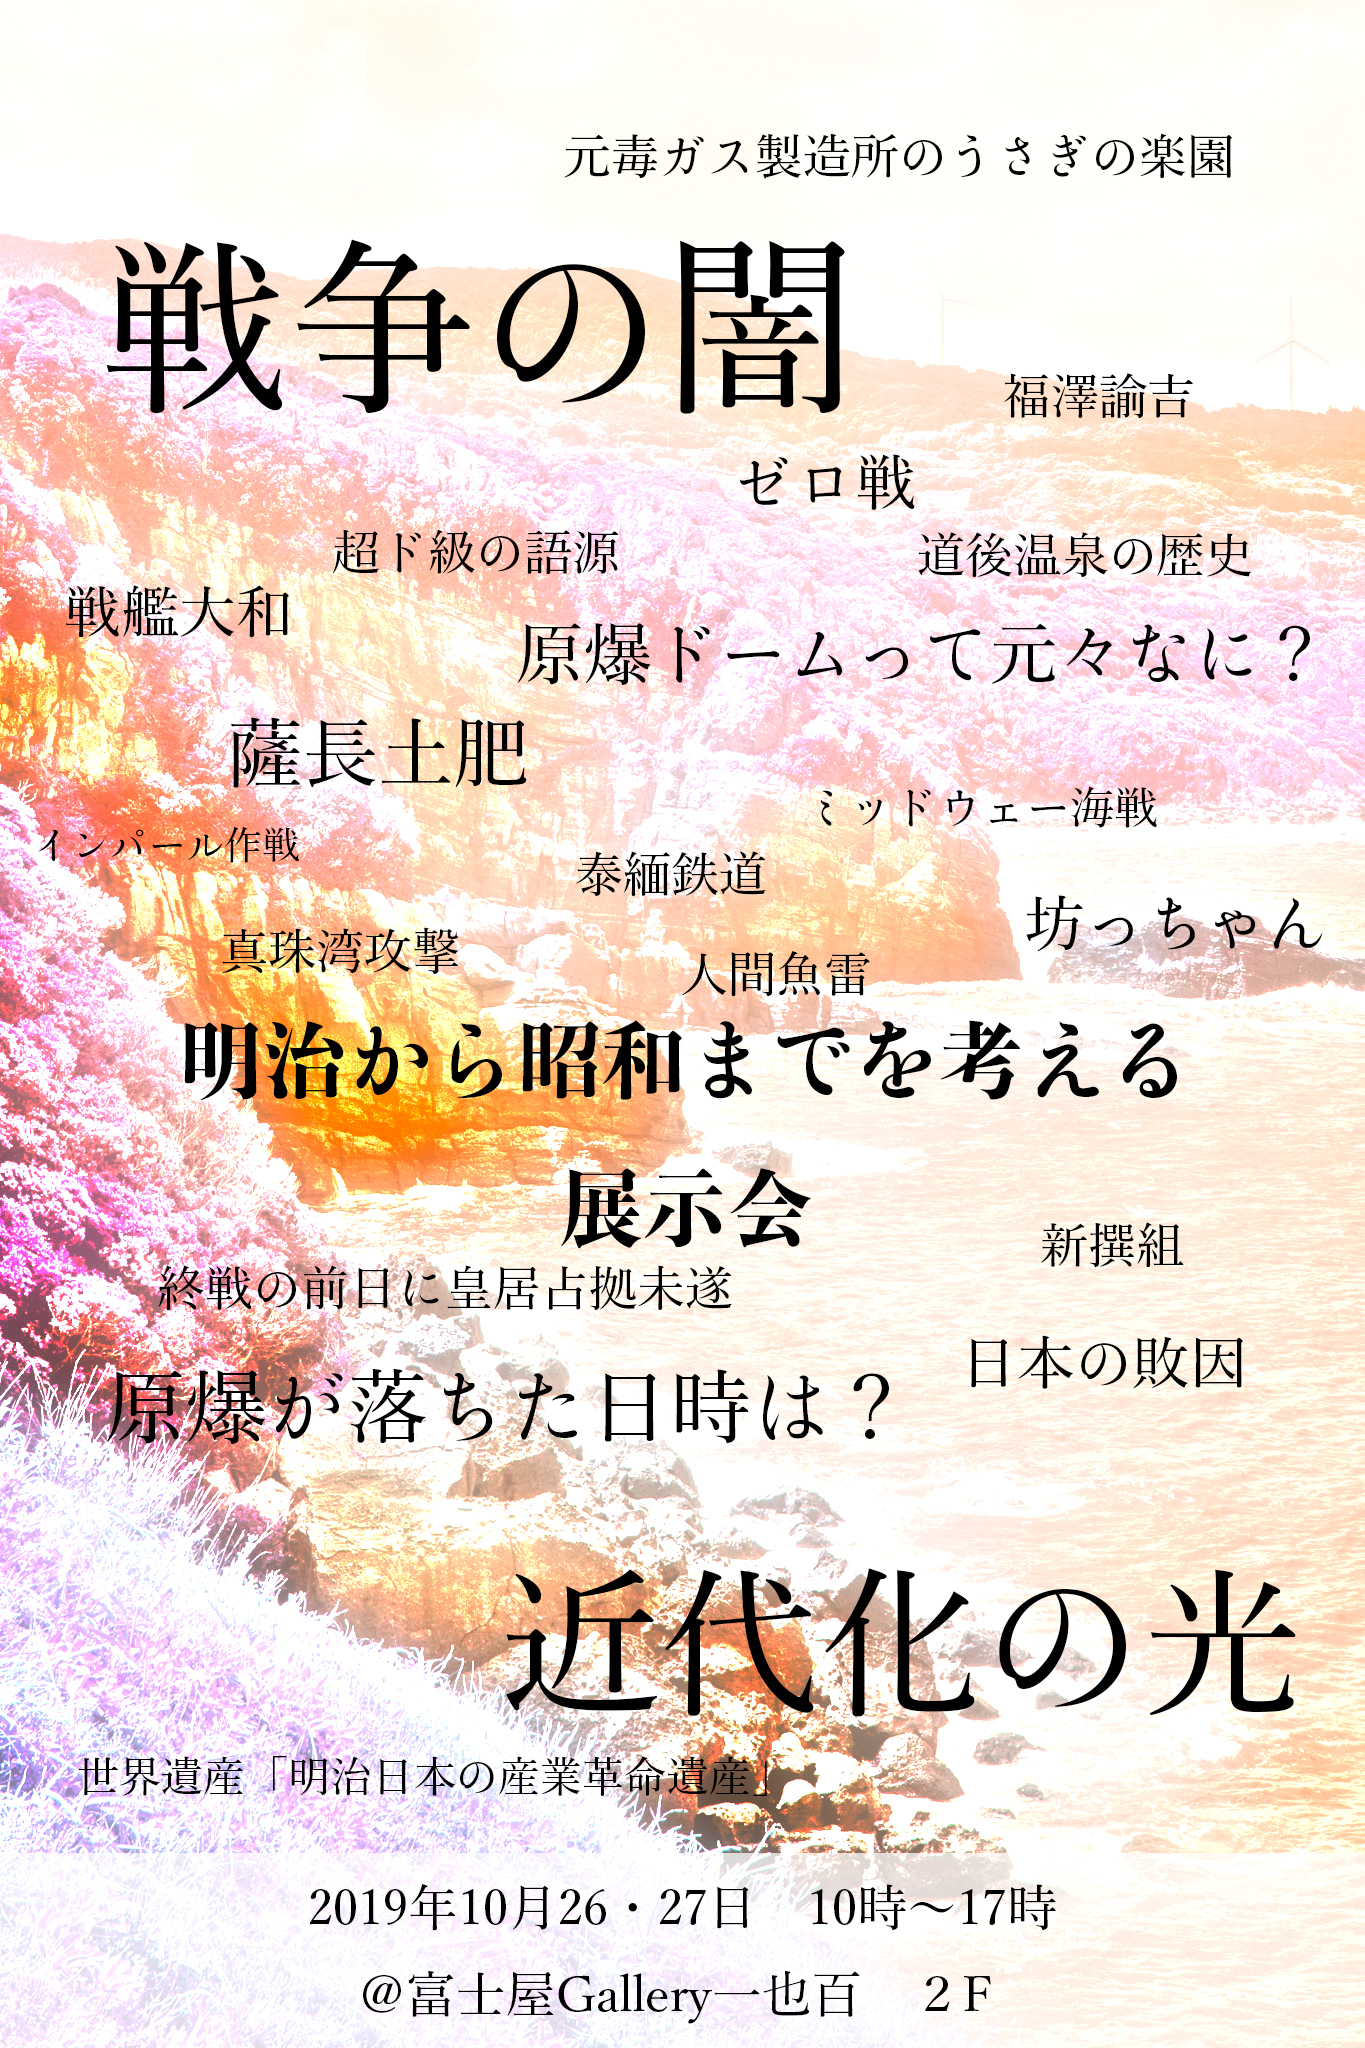 元毒ガス製造所のうさぎの楽園
戦争の闇
福澤諭吉
ゼロ戦
超ド級の語源
道後温泉の歴史
戦艦大和
原爆ドームって元々なに？
薩長土肥
ミッドウェー海戦
インパール作戦
泰緬鉄道
坊っちゃん
真珠湾攻撃
人間魚雷
明治から昭和までを考える
展示会
新撰組
終戦の前日に皇居占拠未遂
日本の敗因
原爆が落ちた日時は？
近代化の光
世界遺産「明治日本の産業革命遺産」
2019年10月26・27日　10時～17時
@富士屋Gallery一也百　２F